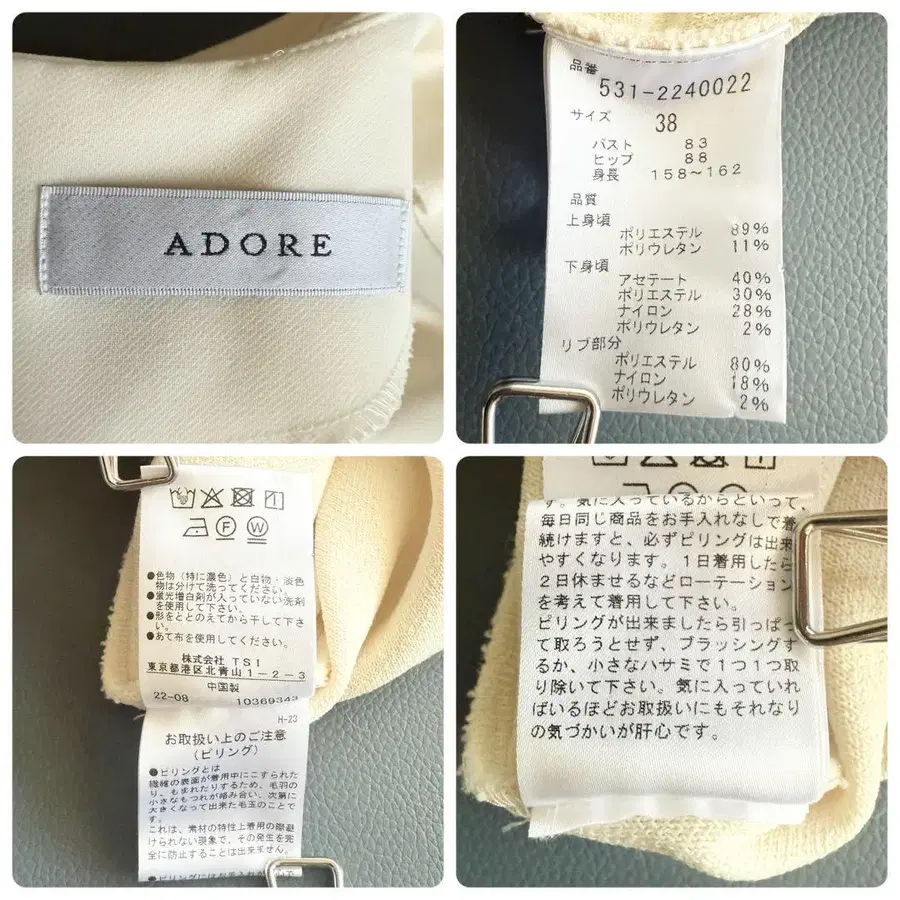 ADORE
品番
531-2240022
サイズ
38
バスト 83
ヒップ 88
身長 158～162
品質
上身頃
ポリエステル 89%
ポリウレタン 11%
下身頃
アセテート 40%
ポリエステル 30%
ナイロン 28%
ポリウレタン 2%
リブ部分
ポリエステル 80%
ナイロン 18%
ポリウレタン 2%
F W
●色物（特に濃色）と白物・淡色
物は分けて洗ってください。
●蛍光増白剤が入っていない洗剤
を使用して下さい。
●形をととのえてから干して下さ
い。
●あて布を使用してください。
株式会社 TSI
東京都港区北青山1-2-3
中国製
22-08 10369343
H-23
お取扱い上のご注意
（ピリング）
●ピリングとは
繊維の表面が着用中にこすられた
り、もまれたりするため、毛羽の
小さなもつれが絡み合い、次第に
大きくなって出来た毛玉のことで
す。
これは、素材の特性上着用の際避
けられない現象で、その発生を完
全に防止することは出来ません。
●ピリングにはお手入れが
す。気に入っているからといって、
毎日同じ商品をお手入れなしで着
続けますと、必ずピリングは出来
やすくなります。1日着用したら
2日休ませるなどローテーション
を考えて着用して下さい。
ピリングが出来ましたら引っぱっ
て取ろうとせず、ブラッシングす
るか、小さなハサミで1つ1つ取
り除いて下さい。気に入っていれ
ばいるほどお取扱いにもそれなり
の気づかいが肝心です。